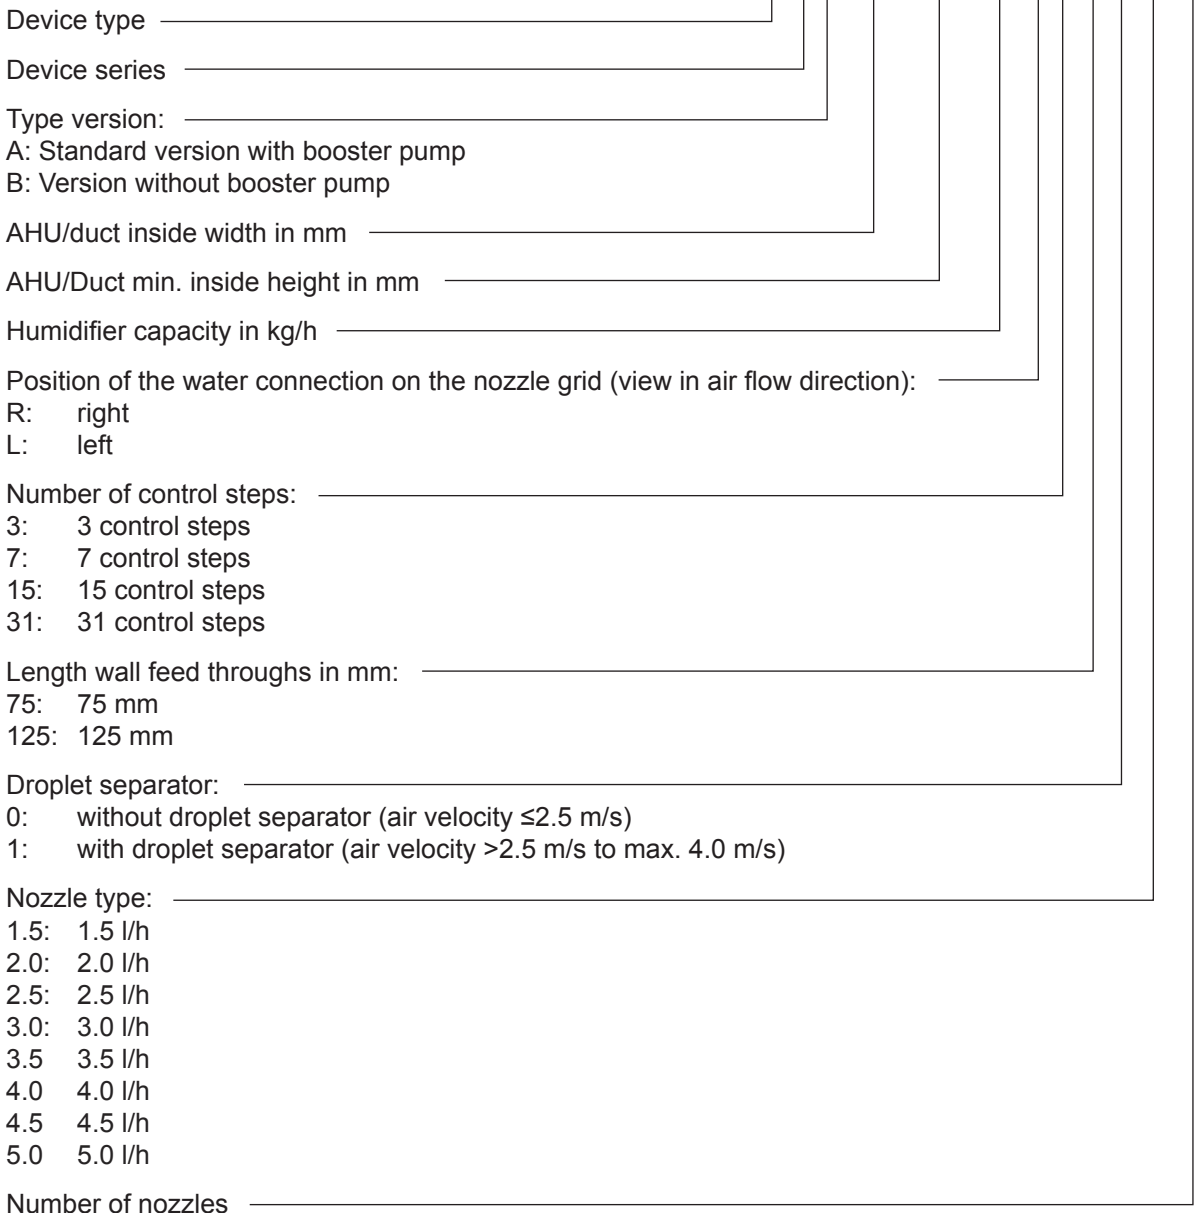 Device type
Device series
Type version:
A: Standard version with booster pump
B: Version without booster pump
AHU/duct inside width in mm
AHU/Duct min. inside height in mm
Humidifier capacity in kg/h
Position of the water connection on the nozzle grid (view in air flow direction):
R: right
L: left
Number of control steps:
3: 3 control steps
7: 7 control steps
15: 15 control steps
31: 31 control steps
Length wall feed throughs in mm:
75: 75 mm
125: 125 mm
Droplet separator:
0: without droplet separator (air velocity ≤2.5 m/s)
1: with droplet separator (air velocity >2.5 m/s to max. 4.0 m/s)
Nozzle type:
1.5: 1.5 l/h
2.0: 2.0 l/h
2.5: 2.5 l/h
3.0: 3.0 l/h
3.5 3.5 l/h
4.0 4.0 l/h
4.5 4.5 l/h
5.0 5.0 l/h
Number of nozzles